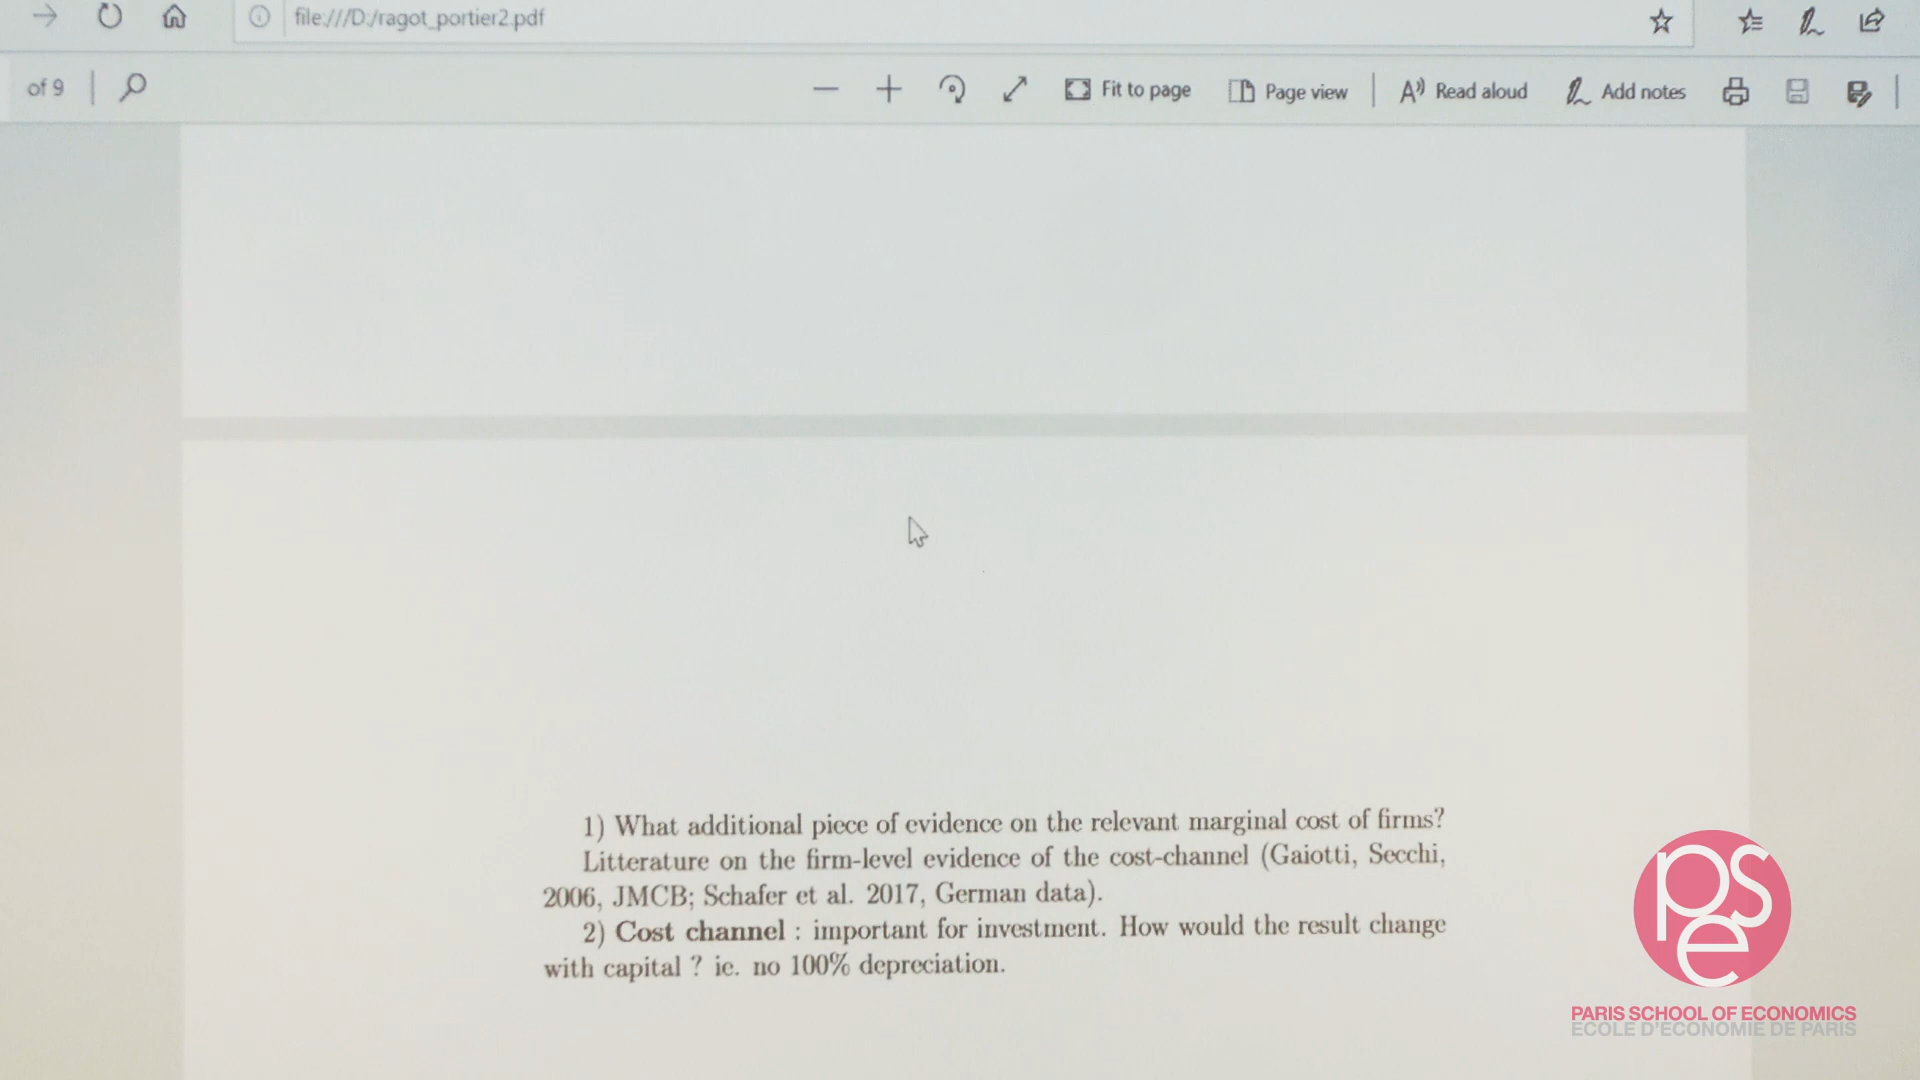 file:///D:/ragot_portier2.pdf
of 9
Fit to page
Page view
Read aloud
Add notes
1) What additional piece of evidence on the relevant marginal cost of firms?
Litterature on the firm-level evidence of the cost-channel (Gaiotti, Secchi,
2006, JMCB; Schafer et al. 2017, German data).
2) Cost channel : important for investment. How would the result change
with capital ? ie. no 100% depreciation.
pse
PARIS SCHOOL OF ECONOMICS
ECOLE D'ECONOMIE DE PARIS